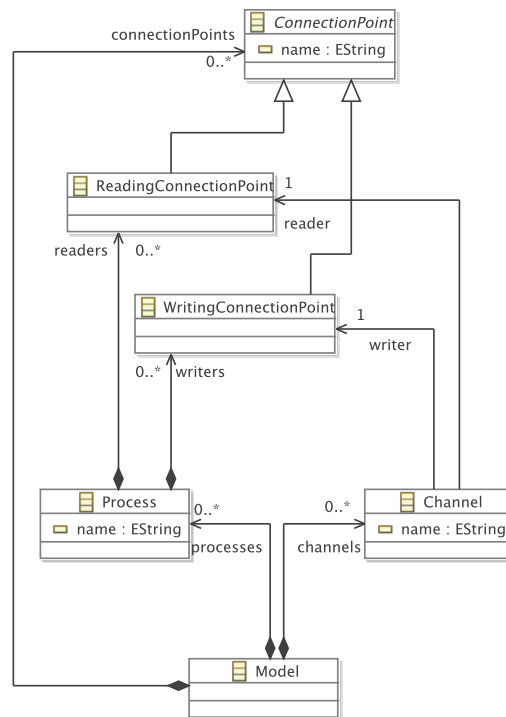 ConnectionPoint
connectionPoints
name : EString
0..*
ReadingConnectionPoint
1
reader
readers
0..*
WritingConnectionPoint
1
writer
0..*
writers
Process
Channel
0..*
0..*
name : EString
name : EString
processes
channels
Model